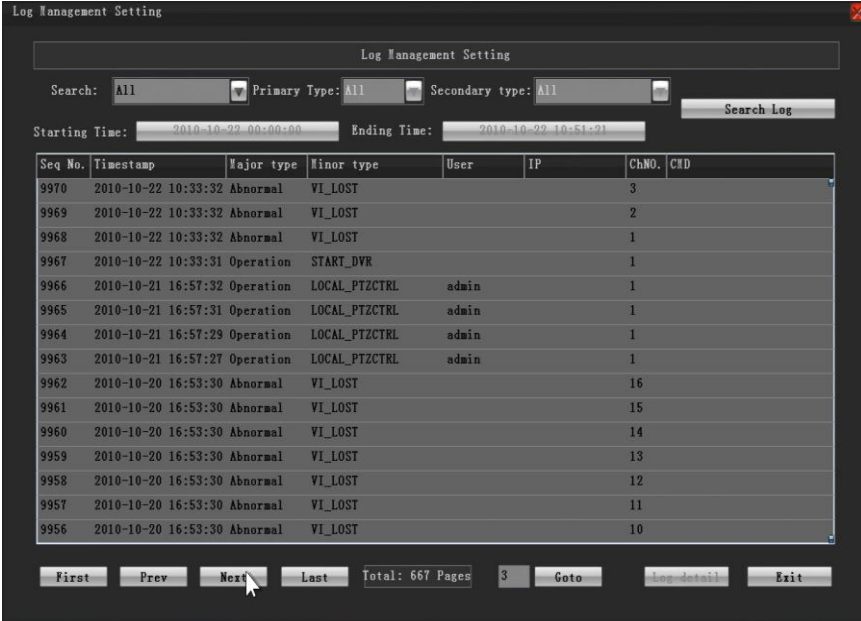 Log Management Setting
Log Management Setting
Search: All Primary Type: All Secondary type: All
Search Log
Starting Time: 2010-10-22 00:00:00 Ending Time: 2010-10-22 10:51:21
Seq No. Timestamp Major type Minor type User IP ChNO. CMD
9970 2010-10-22 10:33:32 Abnormal VI_LOST 3
9969 2010-10-22 10:33:32 Abnormal VI_LOST 2
9968 2010-10-22 10:33:32 Abnormal VI_LOST 1
9967 2010-10-22 10:33:31 Operation START_DVR 1
9966 2010-10-21 16:57:32 Operation LOCAL_PTZCTRL admin 1
9965 2010-10-21 16:57:31 Operation LOCAL_PTZCTRL admin 1
9964 2010-10-21 16:57:29 Operation LOCAL_PTZCTRL admin 1
9963 2010-10-21 16:57:27 Operation LOCAL_PTZCTRL admin 1
9962 2010-10-20 16:53:30 Abnormal VI_LOST 16
9961 2010-10-20 16:53:30 Abnormal VI_LOST 15
9960 2010-10-20 16:53:30 Abnormal VI_LOST 14
9959 2010-10-20 16:53:30 Abnormal VI_LOST 13
9958 2010-10-20 16:53:30 Abnormal VI_LOST 12
9957 2010-10-20 16:53:30 Abnormal VI_LOST 11
9956 2010-10-20 16:53:30 Abnormal VI_LOST 10
First Prev Next Last Total: 667 Pages 3 Goto Log detail Exit